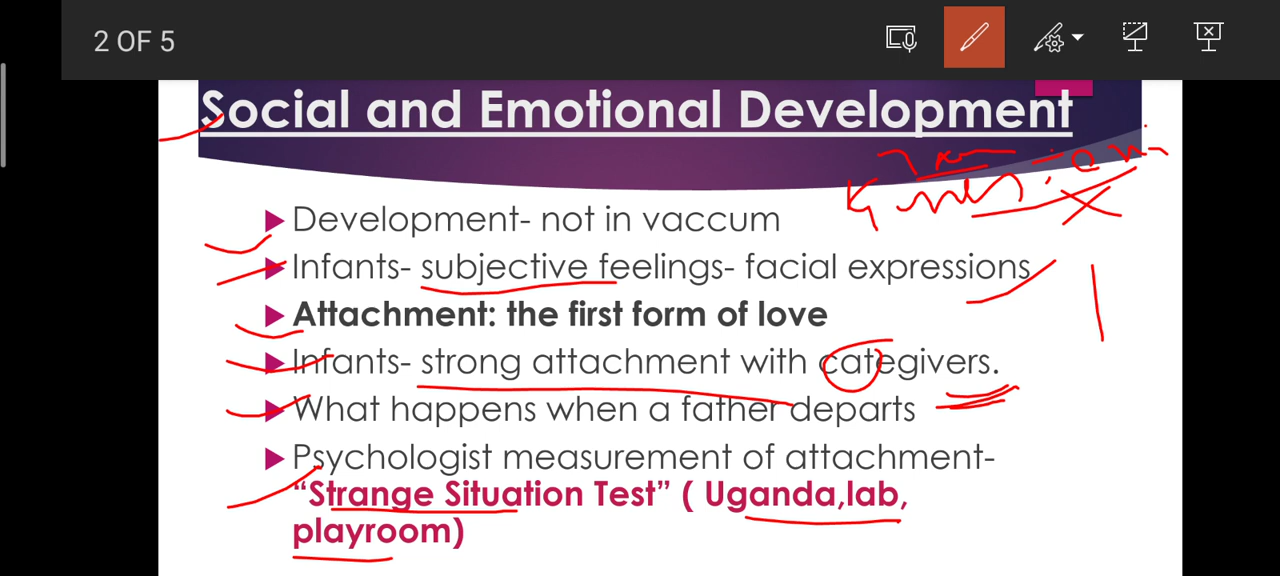 2 OF 5
Social and Emotional Development
Development- not in vaccum
Infants- subjective feelings- facial expressions
Attachment: the first form of love
Infants- strong attachment with categivers.
What happens when a father departs
Psychologist measurement of attachment-
“Strange Situation Test” ( Uganda,lab,
playroom)